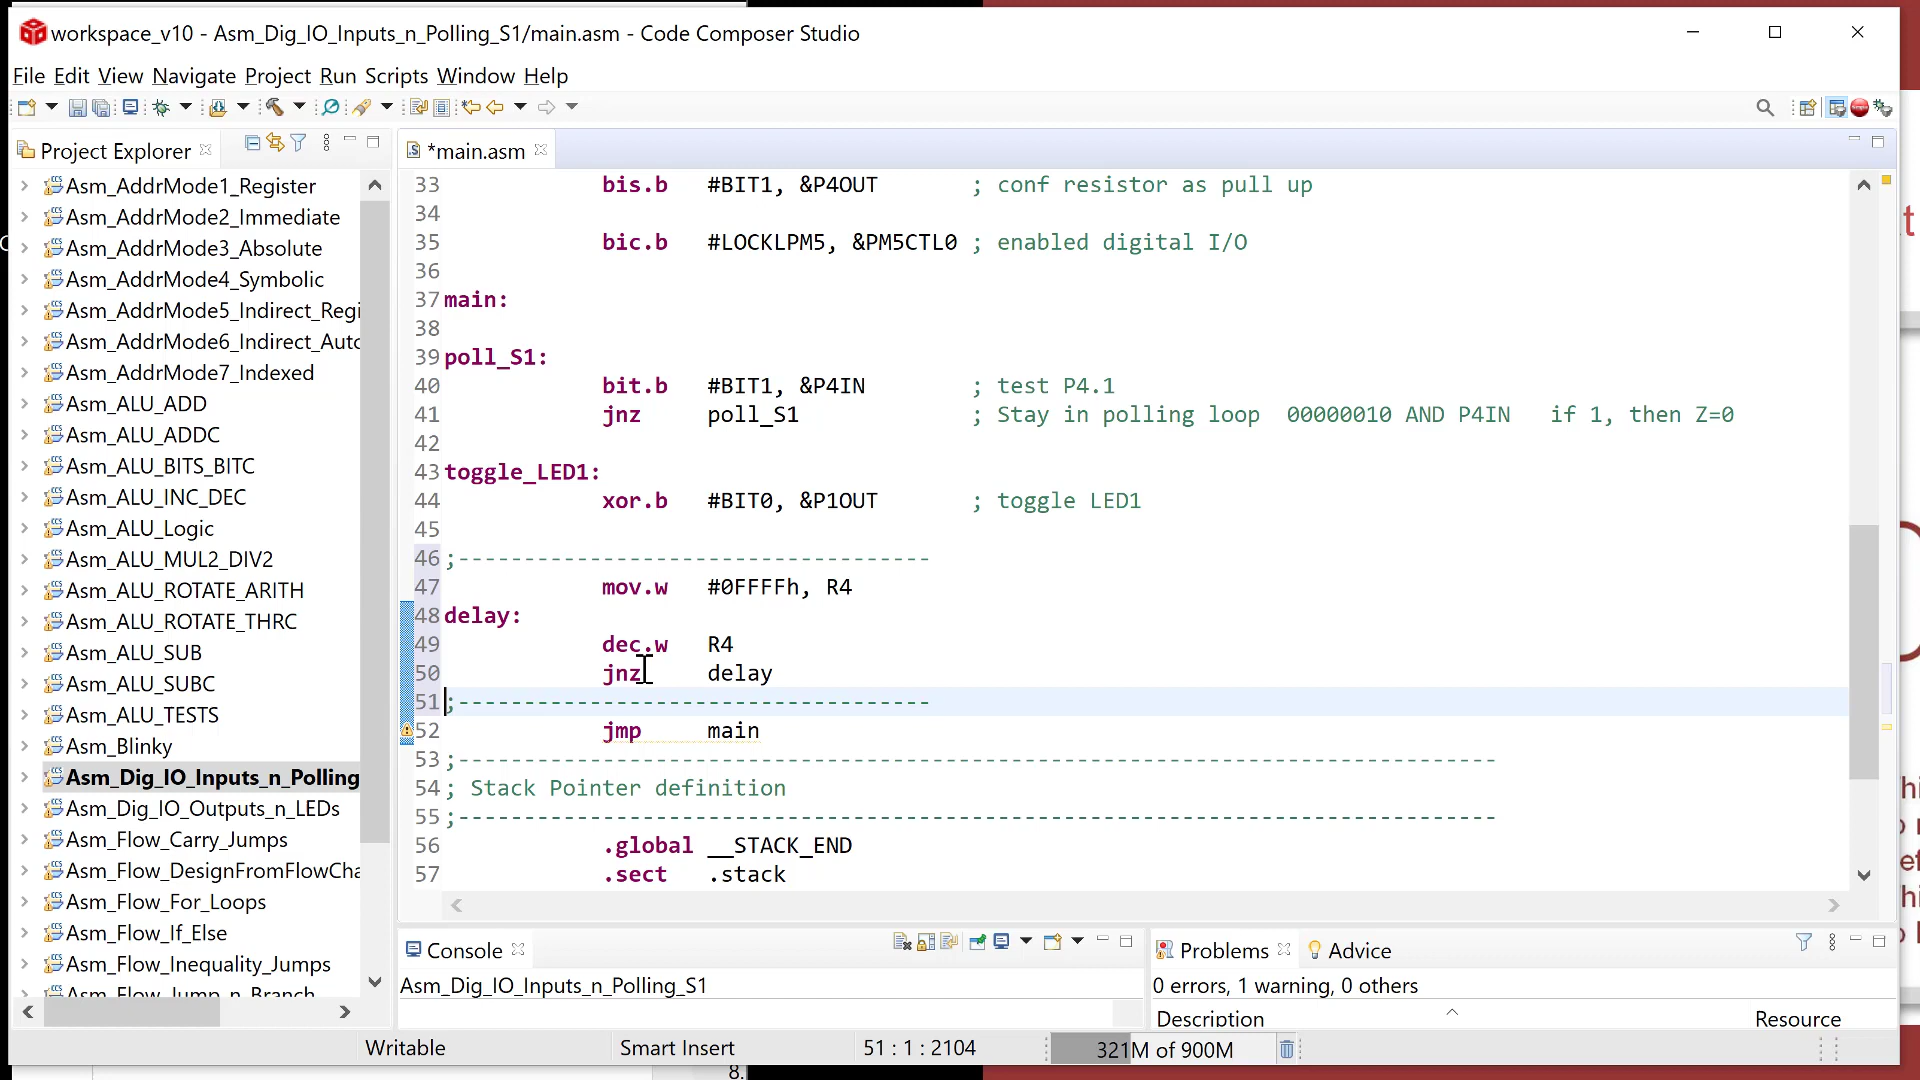 workspace_v10 - Asm_Dig_IO_Inputs_n_Polling_S1/main.asm - Code Composer Studio
File Edit View Navigate Project Run Scripts Window Help
Project Explorer
Asm_AddrMode1_Register
Asm_AddrMode2_Immediate
Asm_AddrMode3_Absolute
Asm_AddrMode4_Symbolic
Asm_AddrMode5_Indirect_Regi
Asm_AddrMode6_Indirect_Auto
Asm_AddrMode7_Indexed
Asm_ALU_ADD
Asm_ALU_ADDC
Asm_ALU_BITS_BITC
Asm_ALU_INC_DEC
Asm_ALU_Logic
Asm_ALU_MUL2_DIV2
Asm_ALU_ROTATE_ARITH
Asm_ALU_ROTATE_THRC
Asm_ALU_SUB
Asm_ALU_SUBC
Asm_ALU_TESTS
Asm_Blinky
Asm_Dig_IO_Inputs_n_Polling
Asm_Dig_IO_Outputs_n_LEDs
Asm_Flow_Carry_Jumps
Asm_Flow_DesignFromFlowCha
Asm_Flow_For_Loops
Asm_Flow_If_Else
Asm_Flow_Inequality_Jumps
Asm_Flow_Jump_n_Branch
*main.asm
33 bis.b #BIT1, &P4OUT ; conf resistor as pull up
34
35 bic.b #LOCKLPM5, &PM5CTL0 ; enabled digital I/O
36
37 main:
38
39 poll_S1:
40 bit.b #BIT1, &P4IN ; test P4.1
41 jnz poll_S1 ; Stay in polling loop 00000010 AND P4IN if 1, then Z=0
42
43 toggle_LED1:
44 xor.b #BIT0, &P1OUT ; toggle LED1
45
46 ;------------------------------------
47 mov.w #0FFFFh, R4
48 delay:
49 dec.w R4
50 jnz delay
51 ;------------------------------------
52 jmp main
53 ;-------------------------------------------------------------------------------
54 ; Stack Pointer definition
55 ;-------------------------------------------------------------------------------
56 .global __STACK_END
57 .sect .stack
Console
Asm_Dig_IO_Inputs_n_Polling_S1
Problems Advice
0 errors, 1 warning, 0 others
Description Resource
Writable Smart Insert 51 : 1 : 2104 321M of 900M
8.